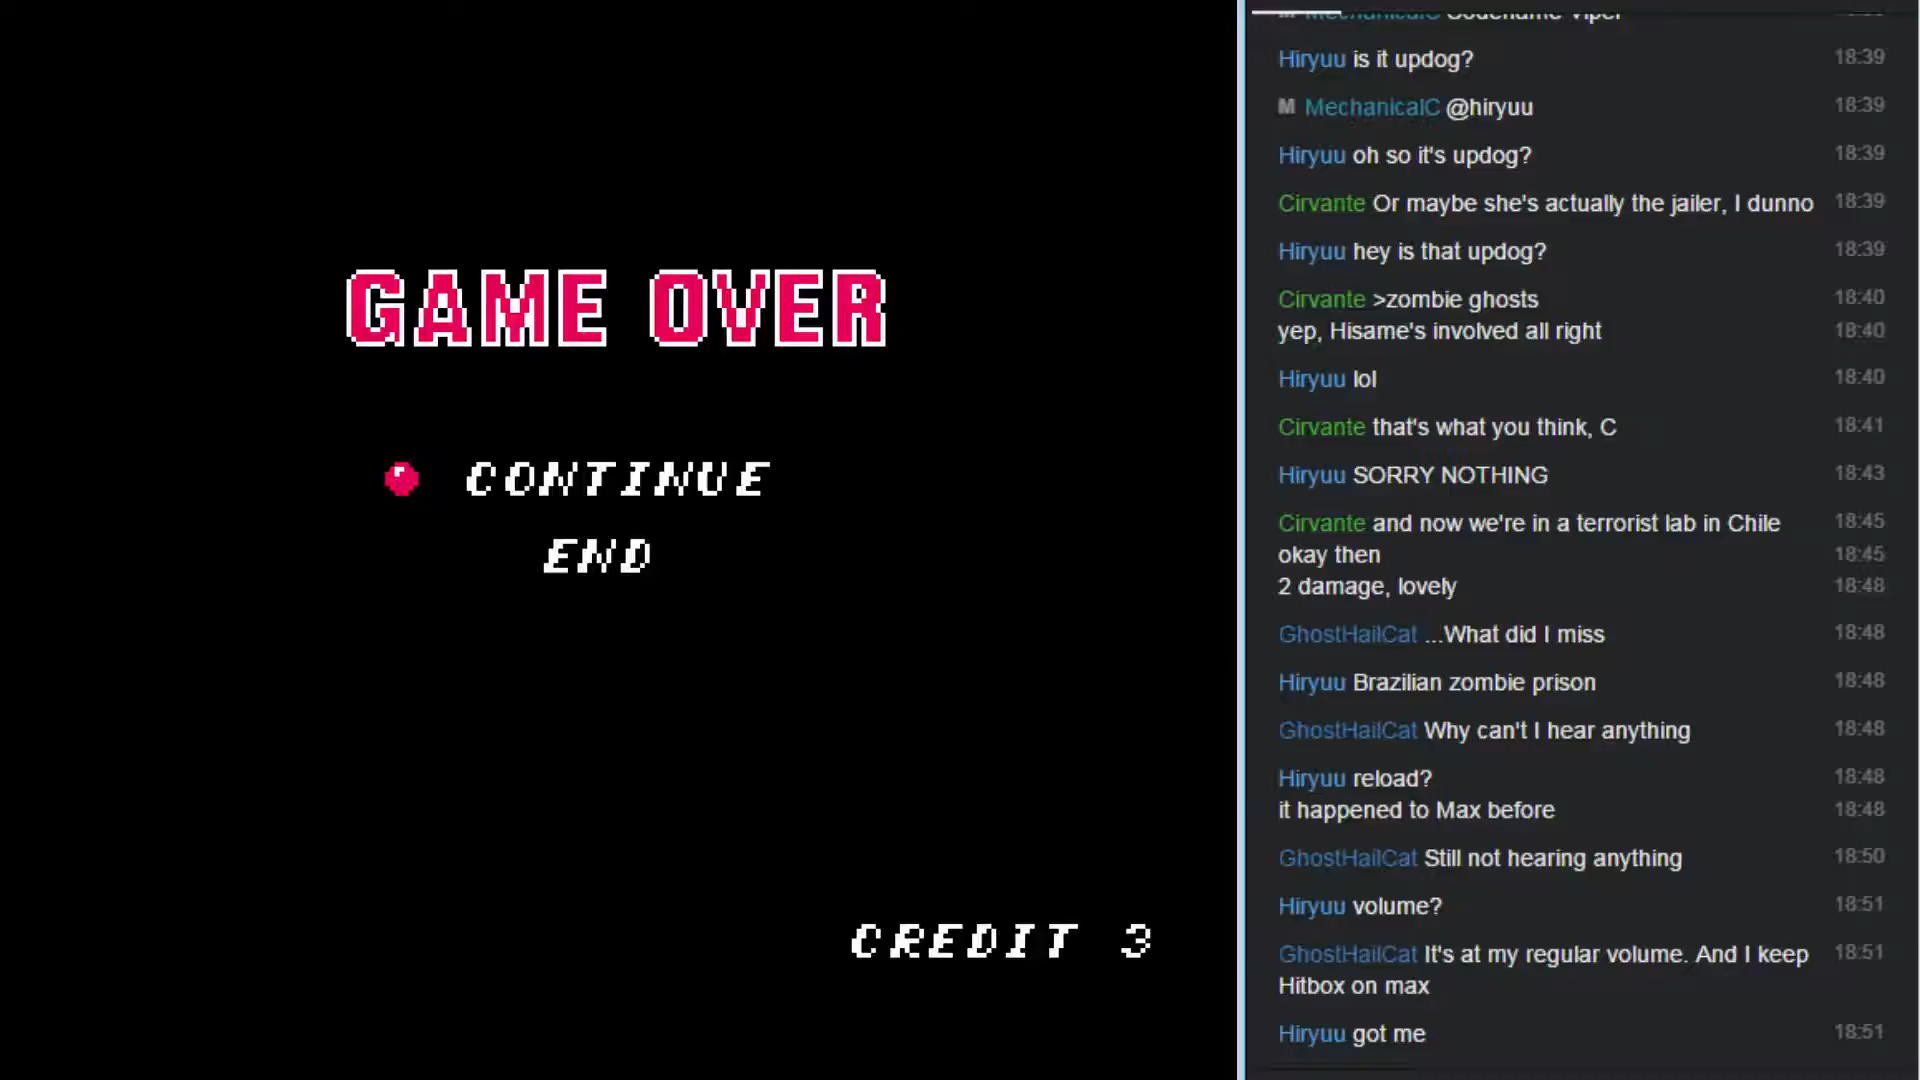 GAME OVER
CONTINUE
END
CREDIT 3
MechanicalC Codename Viper
Hiryuu is it updog? 18:39
M MechanicalC @hiryuu 18:39
Hiryuu oh so it's updog? 18:39
Cirvante Or maybe she's actually the jailer, I dunno 18:39
Hiryuu hey is that updog? 18:39
Cirvante >zombie ghosts 18:40
yep, Hisame's involved all right 18:40
Hiryuu lol 18:40
Cirvante that's what you think, C 18:41
Hiryuu SORRY NOTHING 18:43
Cirvante and now we're in a terrorist lab in Chile 18:45
okay then 18:45
2 damage, lovely 18:48
GhostHailCat ...What did I miss 18:48
Hiryuu Brazilian zombie prison 18:48
GhostHailCat Why can't I hear anything 18:48
Hiryuu reload? 18:48
it happened to Max before 18:48
GhostHailCat Still not hearing anything 18:50
Hiryuu volume? 18:51
GhostHailCat It's at my regular volume. And I keep 18:51
Hitbox on max
Hiryuu got me 18:51